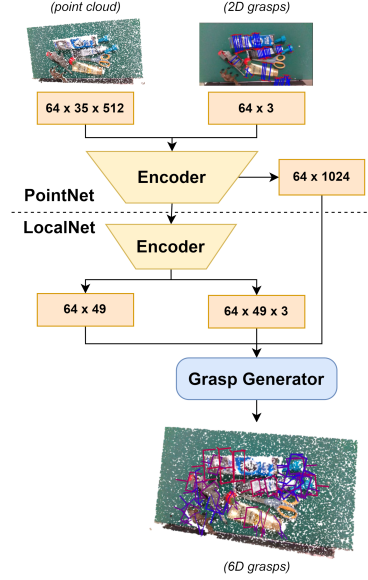 (point cloud)
(2D grasps)
64 x 35 x 512
64 x 3
Encoder
64 x 1024
PointNet
LocalNet
Encoder
64 x 49
64 x 49 x 3
Grasp Generator
(6D grasps)